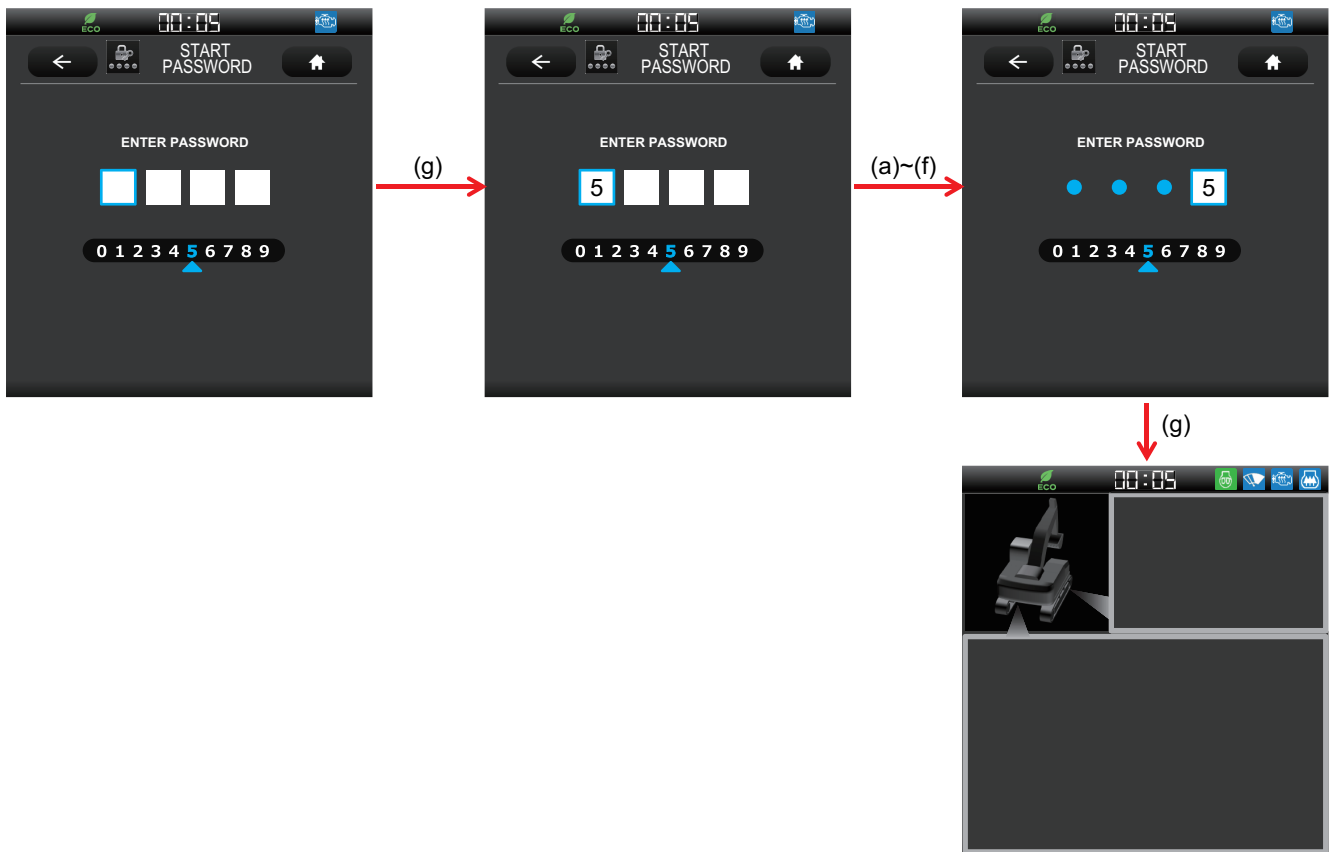 ECO 00:05
START
PASSWORD
ENTER PASSWORD
0 1 2 3 4 5 6 7 8 9
(g)
ECO 00:05
START
PASSWORD
ENTER PASSWORD
5
0 1 2 3 4 5 6 7 8 9
(a)~(f)
ECO 00:05
START
PASSWORD
ENTER PASSWORD
5
0 1 2 3 4 5 6 7 8 9
(g)
ECO 00:05